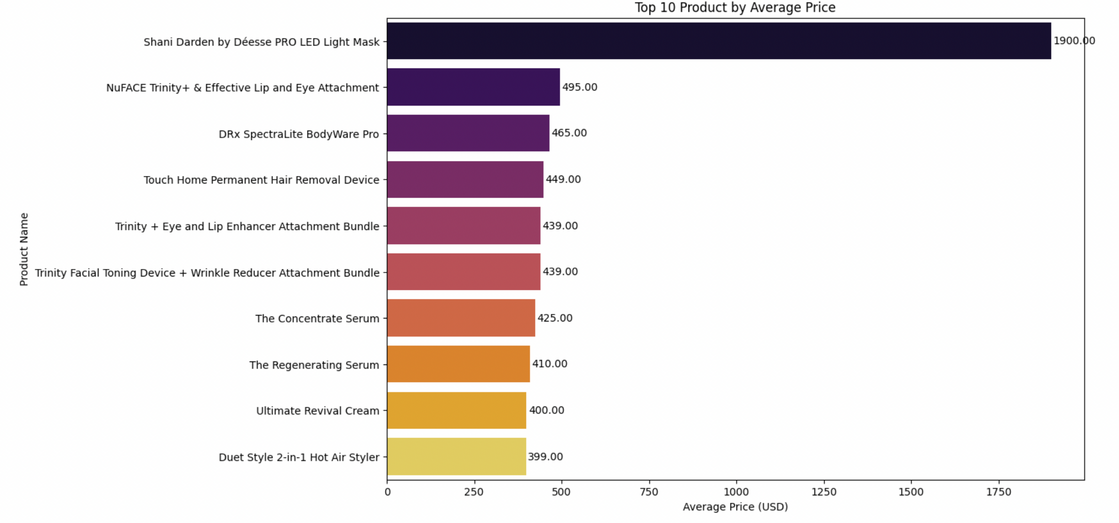 Top 10 Product by Average Price
Shani Darden by Déesse PRO LED Light Mask
1900.00
NuFACE Trinity+ & Effective Lip and Eye Attachment
495.00
DRx SpectraLite BodyWare Pro
465.00
Touch Home Permanent Hair Removal Device
449.00
Trinity + Eye and Lip Enhancer Attachment Bundle
439.00
Trinity Facial Toning Device + Wrinkle Reducer Attachment Bundle
439.00
The Concentrate Serum
425.00
The Regenerating Serum
410.00
Ultimate Revival Cream
400.00
Duet Style 2-in-1 Hot Air Styler
399.00
Product Name
0 250 500 750 1000 1250 1500 1750
Average Price (USD)